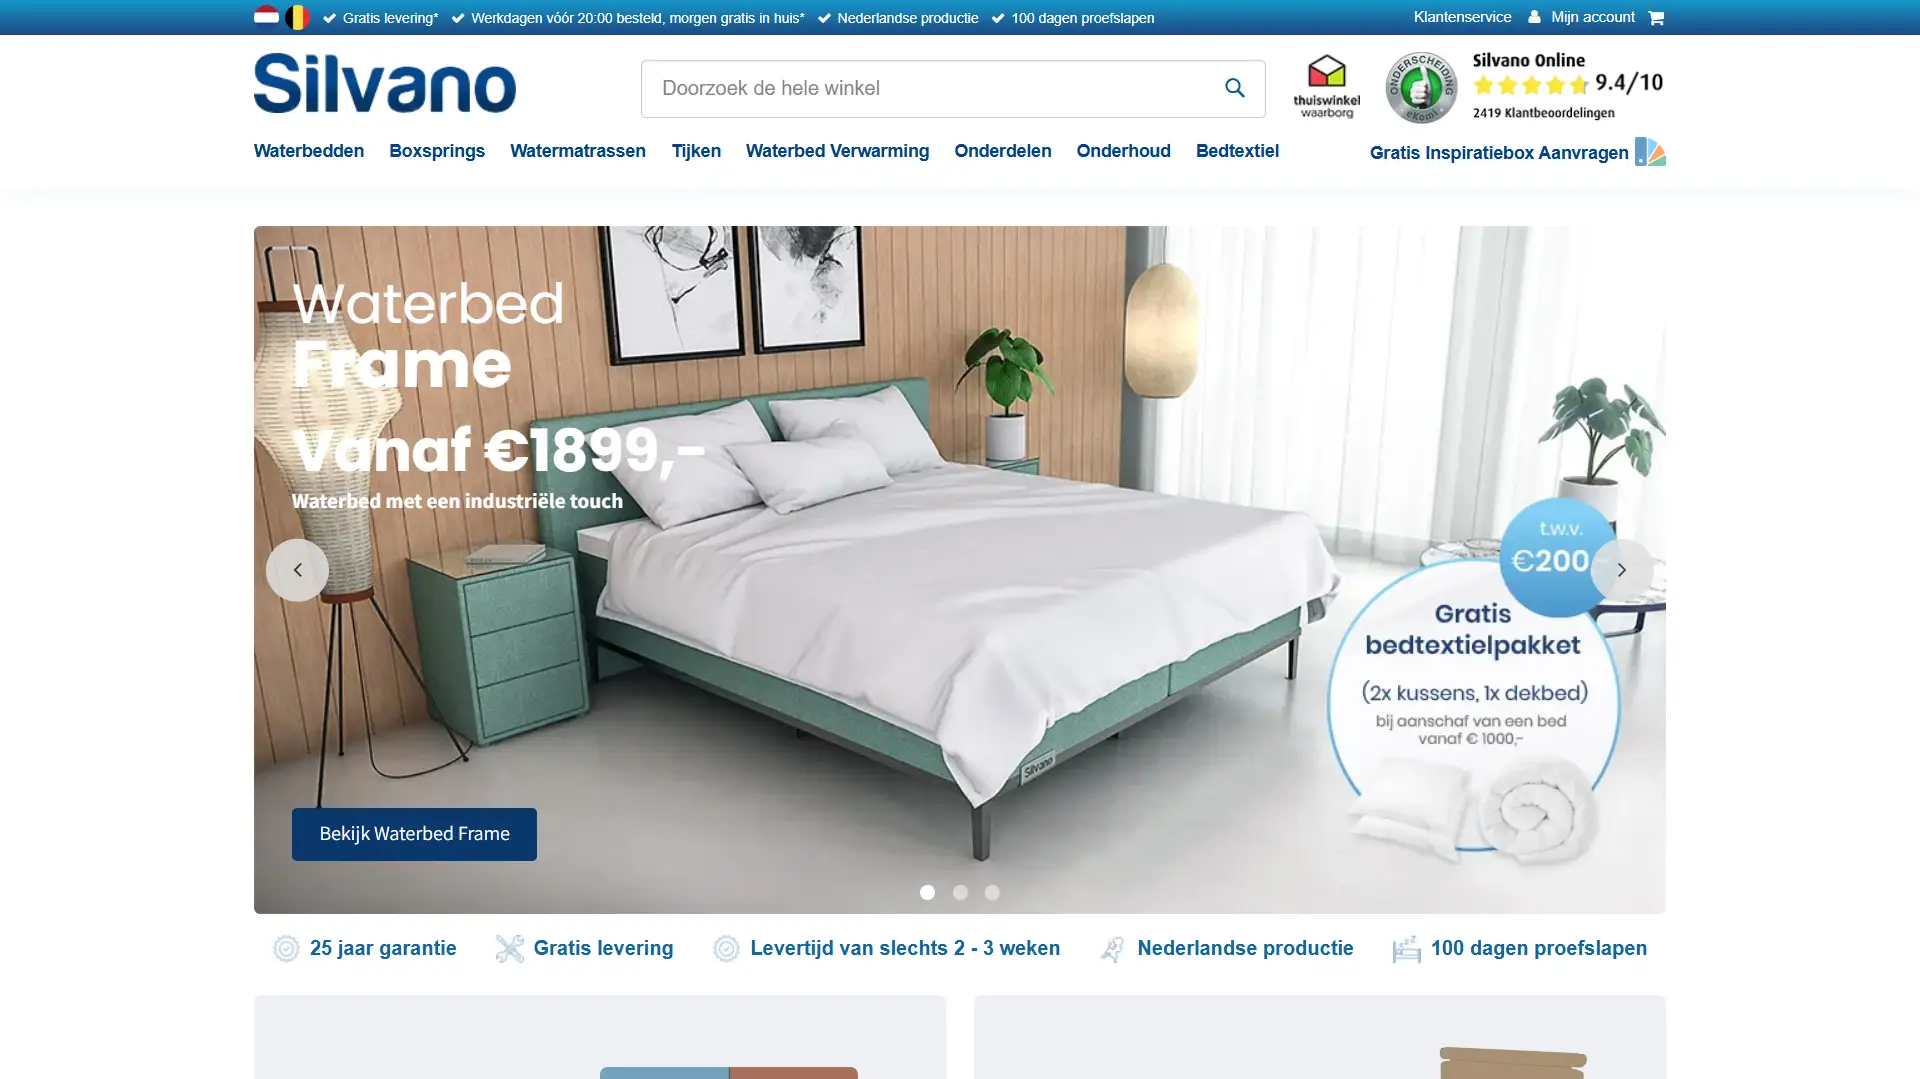 Gratis levering*
Werkdagen vóór 20:00 besteld, morgen gratis in huis*
Nederlandse productie
100 dagen proefslapen
Klantenservice
Mijn account
Silvano
Doorzoek de hele winkel
thuiswinkel
waarborg
ONDERSCHEIDING
eKomi
Silvano Online
9.4/10
2419 Klantbeoordelingen
Waterbedden
Boxsprings
Watermatrassen
Tijken
Waterbed Verwarming
Onderdelen
Onderhoud
Bedtextiel
Gratis Inspiratiebox Aanvragen
Waterbed
Frame
Vanaf €1899,-
Waterbed met een industriële touch
Bekijk Waterbed Frame
Silvano
t.w.v.
€200
Gratis
bedtextielpakket
(2x kussens, 1x dekbed)
bij aanschaf van een bed
vanaf € 1000,-
25 jaar garantie
Gratis levering
Levertijd van slechts 2 - 3 weken
Nederlandse productie
100 dagen proefslapen